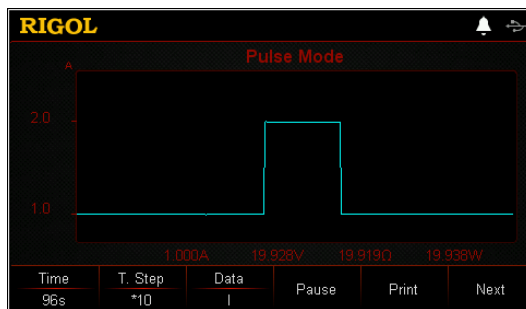 RIGOL
Pulse Mode
A
2.0
1.0
1.000A 19.928V 19.919Ω 19.938W
Time T. Step Data Pause Print Next
96s *10 I